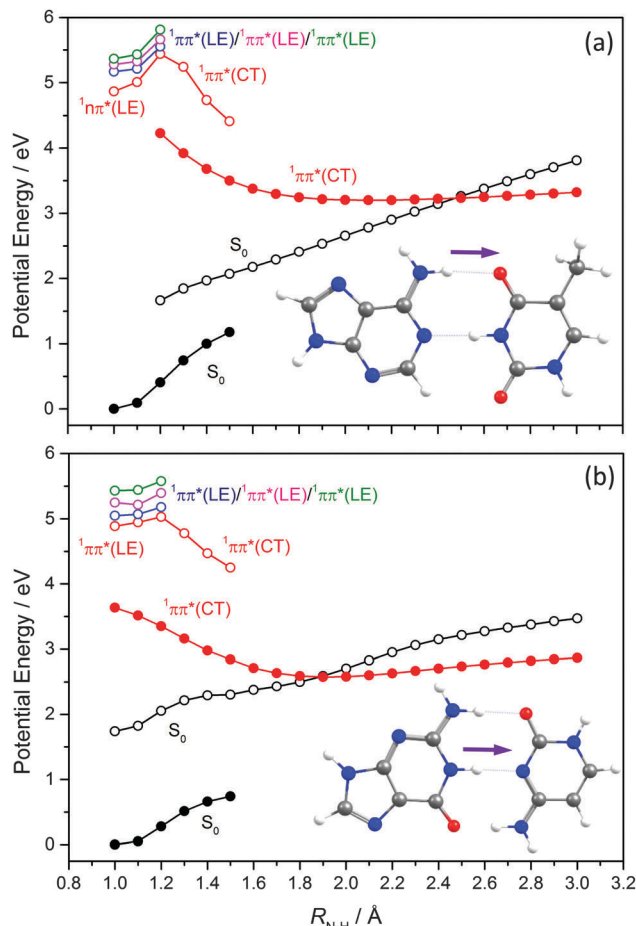 6
(a)
¹ππ*(LE)/¹ππ*(LE)/¹ππ*(LE)
5
¹ππ*(CT)
¹nπ*(LE)
4
¹ππ*(CT)
3
S₀
2
1
S₀
0
Potential Energy / eV
6
(b)
¹ππ*(LE)/¹ππ*(LE)/¹ππ*(LE)
5
¹ππ*(LE)
¹ππ*(CT)
4
¹ππ*(CT)
3
2
S₀
1
S₀
0
Potential Energy / eV
0.8 1.0 1.2 1.4 1.6 1.8 2.0 2.2 2.4 2.6 2.8 3.0 3.2
R / Å